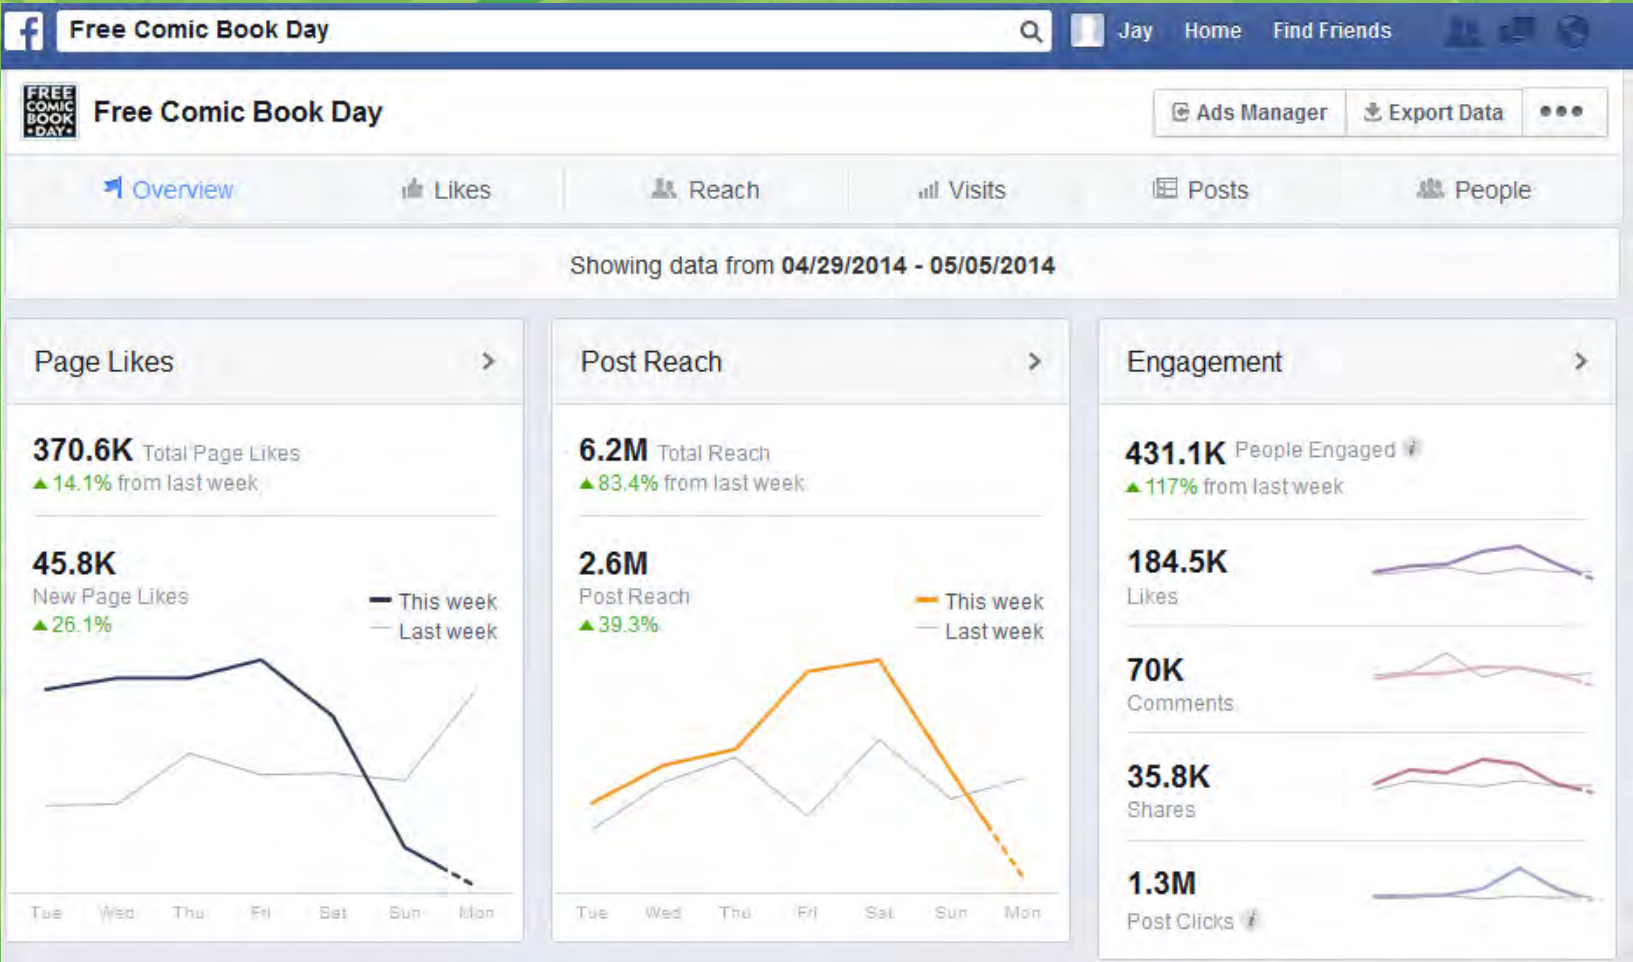 Free Comic Book Day
Jay Home Find Friends
FREE
COMIC
BOOK
•DAY•
Free Comic Book Day
Ads Manager Export Data •••
Overview Likes Reach Visits Posts People
Showing data from 04/29/2014 - 05/05/2014
Page Likes >
370.6K Total Page Likes
▲14.1% from last week
45.8K
New Page Likes
▲26.1%
This week
Last week
Tue Wed Thu Fri Sat Sun Mon
Post Reach >
6.2M Total Reach
▲83.4% from last week
2.6M
Post Reach
▲39.3%
This week
Last week
Tue Wed Thu Fri Sat Sun Mon
Engagement >
431.1K People Engaged i
▲117% from last week
184.5K
Likes
70K
Comments
35.8K
Shares
1.3M
Post Clicks i